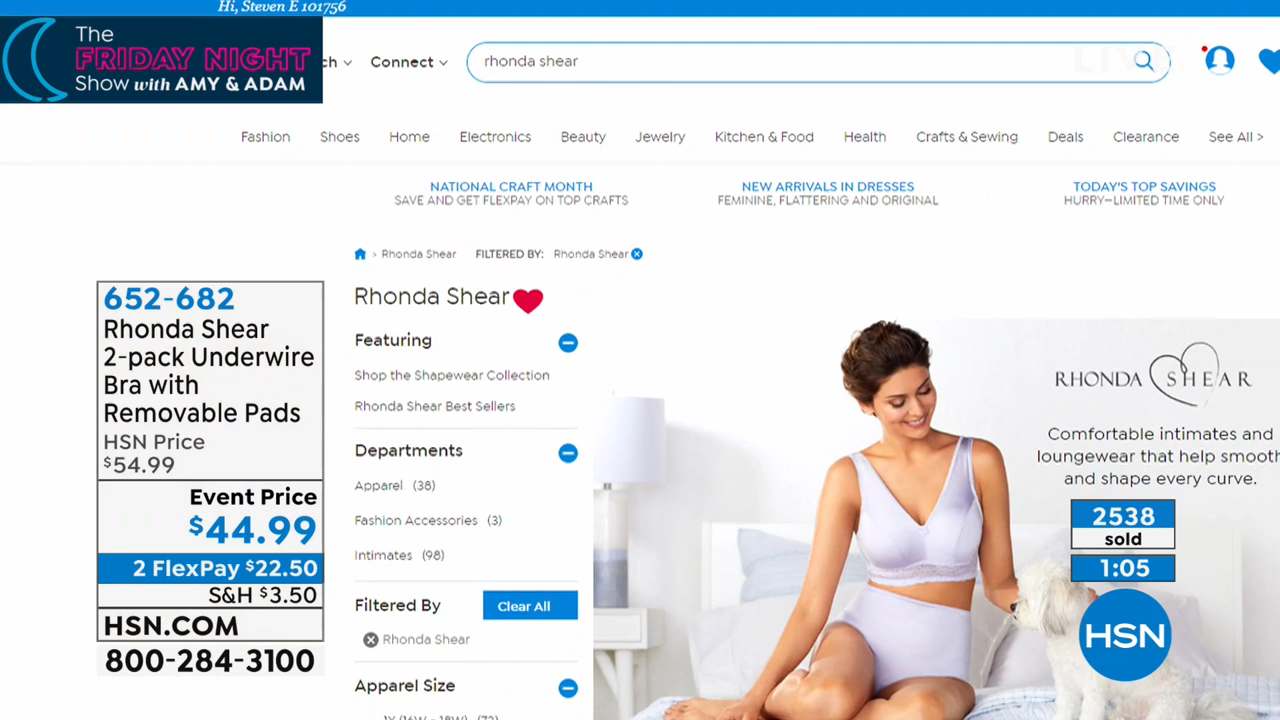 Hi, Steven E 101756
The
FRIDAY NIGHT
Show with AMY & ADAM
ch
Connect
rhonda shear
LIVE
Fashion
Shoes
Home
Electronics
Beauty
Jewelry
Kitchen & Food
Health
Crafts & Sewing
Deals
Clearance
See All >
NATIONAL CRAFT MONTH
SAVE AND GET FLEXPAY ON TOP CRAFTS
NEW ARRIVALS IN DRESSES
FEMININE, FLATTERING AND ORIGINAL
TODAY'S TOP SAVINGS
HURRY—LIMITED TIME ONLY
> Rhonda Shear
FILTERED BY: Rhonda Shear
652-682
Rhonda Shear
2-pack Underwire
Bra with
Removable Pads
HSN Price
$54.99
Event Price
$44.99
2 FlexPay $22.50
S&H $3.50
HSN.COM
800-284-3100
Rhonda Shear
Featuring
Shop the Shapewear Collection
Rhonda Shear Best Sellers
Departments
Apparel (38)
Fashion Accessories (3)
Intimates (98)
Filtered By
Clear All
Rhonda Shear
Apparel Size
1X (16W - 18W) (72)
RHONDA SHEAR
Comfortable intimates and
loungewear that help smooth
and shape every curve.
2538
sold
1:05
HSN